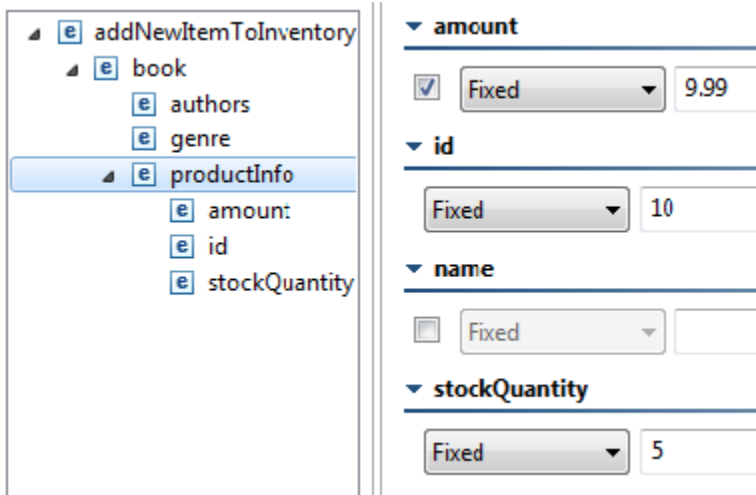 addNewItemToInventory
book
authors
genre
productInfo
amount
id
stockQuantity
amount
Fixed 9.99
id
Fixed 10
name
Fixed
stockQuantity
Fixed 5